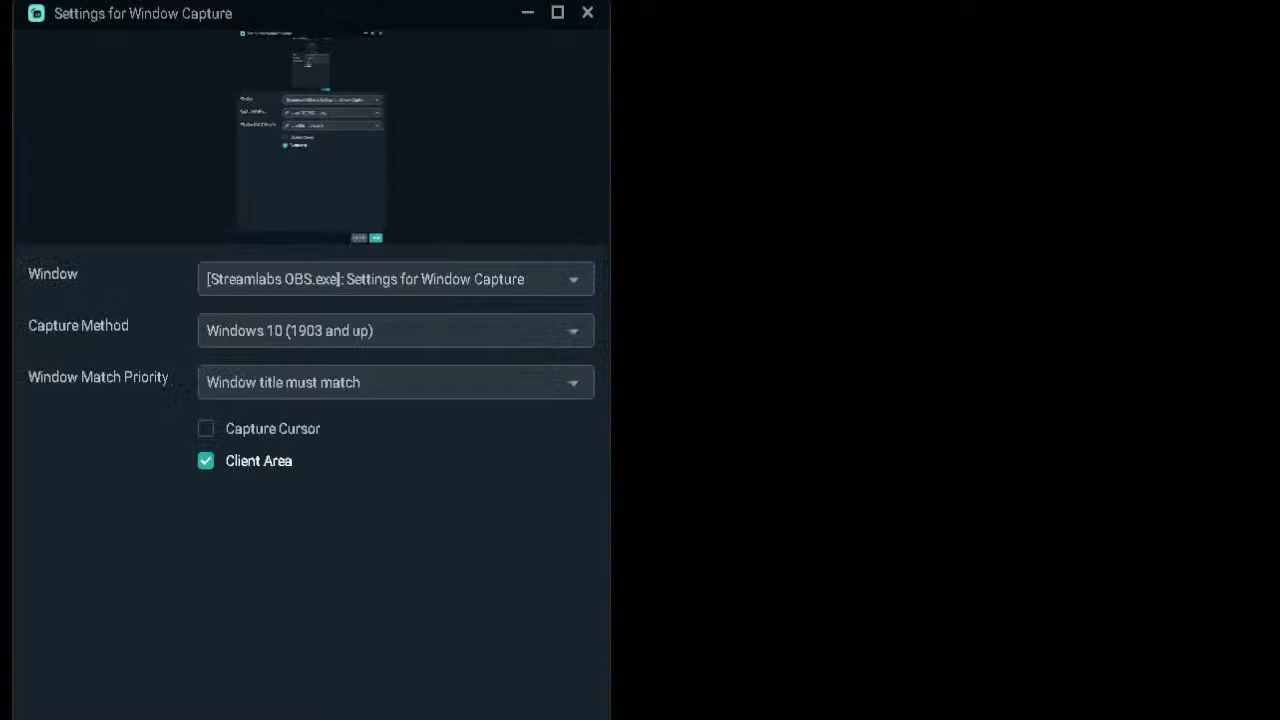 Settings for Window Capture
Window
[Streamlabs OBS.exe]: Settings for Window Capture
Capture Method
Windows 10 (1903 and up)
Window Match Priority
Window title must match
Capture Cursor
Client Area